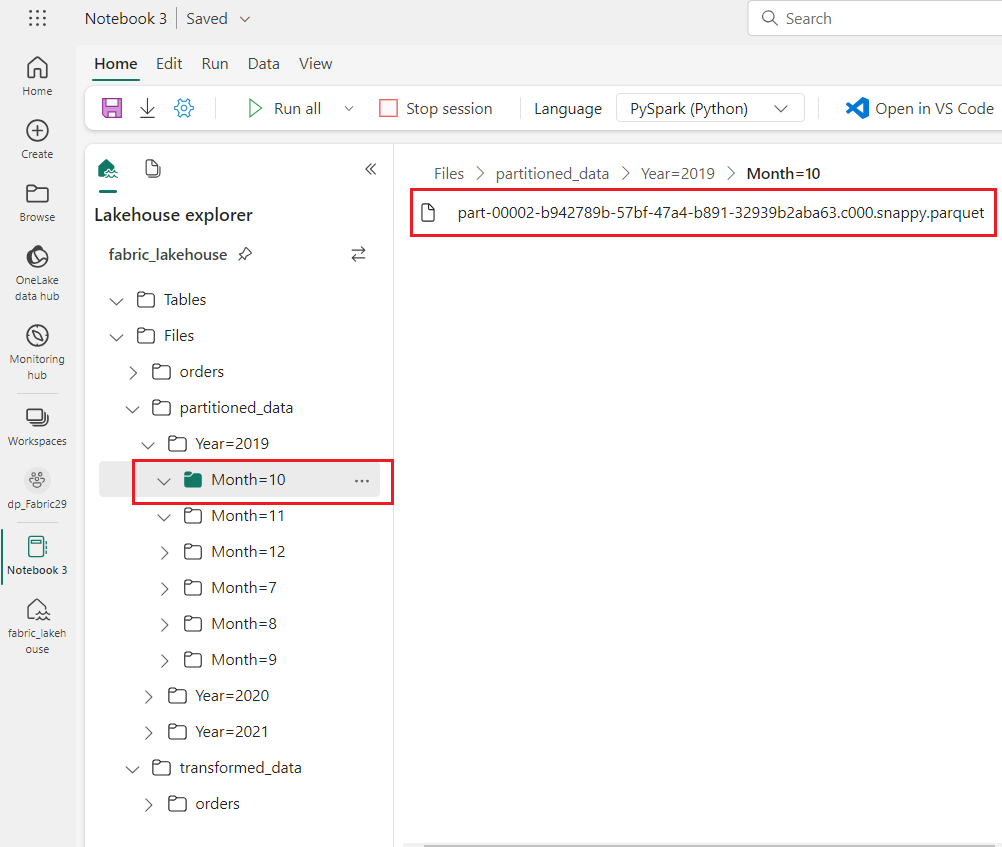 Notebook 3 Saved
Search
Home Edit Run Data View
Run all Stop session Language PySpark (Python) Open in VS Code
Home
Create
Browse
OneLake
data hub
Monitoring
hub
Workspaces
dp_Fabric29
Notebook 3
fabric_lakeh
ouse
Lakehouse explorer
fabric_lakehouse
Tables
Files
orders
partitioned_data
Year=2019
Month=10 ...
Month=11
Month=12
Month=7
Month=8
Month=9
Year=2020
Year=2021
transformed_data
orders
Files > partitioned_data > Year=2019 > Month=10
part-00002-b942789b-57bf-47a4-b891-32939b2aba63.c000.snappy.parquet